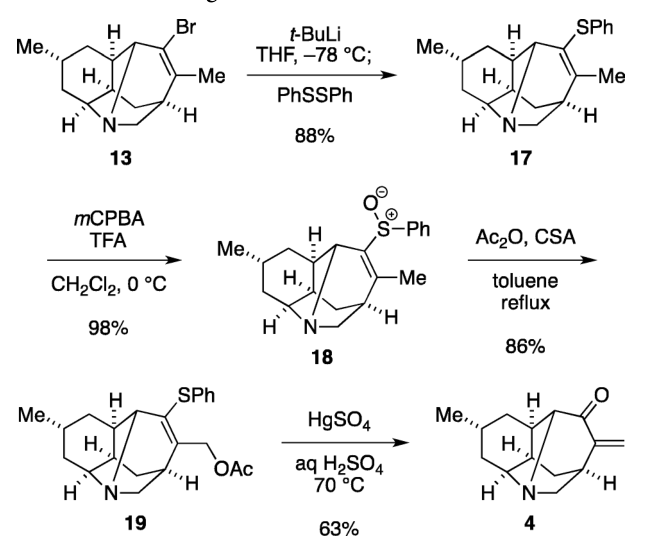 Br
t-BuLi
THF, –78 °C;
PhSSPh
88%
Me
H
H
Me
H
H
N
13
SPh
Me
H
H
Me
H
H
N
17
mCPBA
TFA
CH2Cl2, 0 °C
98%
O⊖
⊕
S
Ph
Me
H
H
Me
H
H
N
18
Ac2O, CSA
toluene
reflux
86%
SPh
Me
H
H
OAc
H
H
N
19
HgSO4
aq H2SO4
70 °C
63%
O
Me
H
H
H
H
N
4